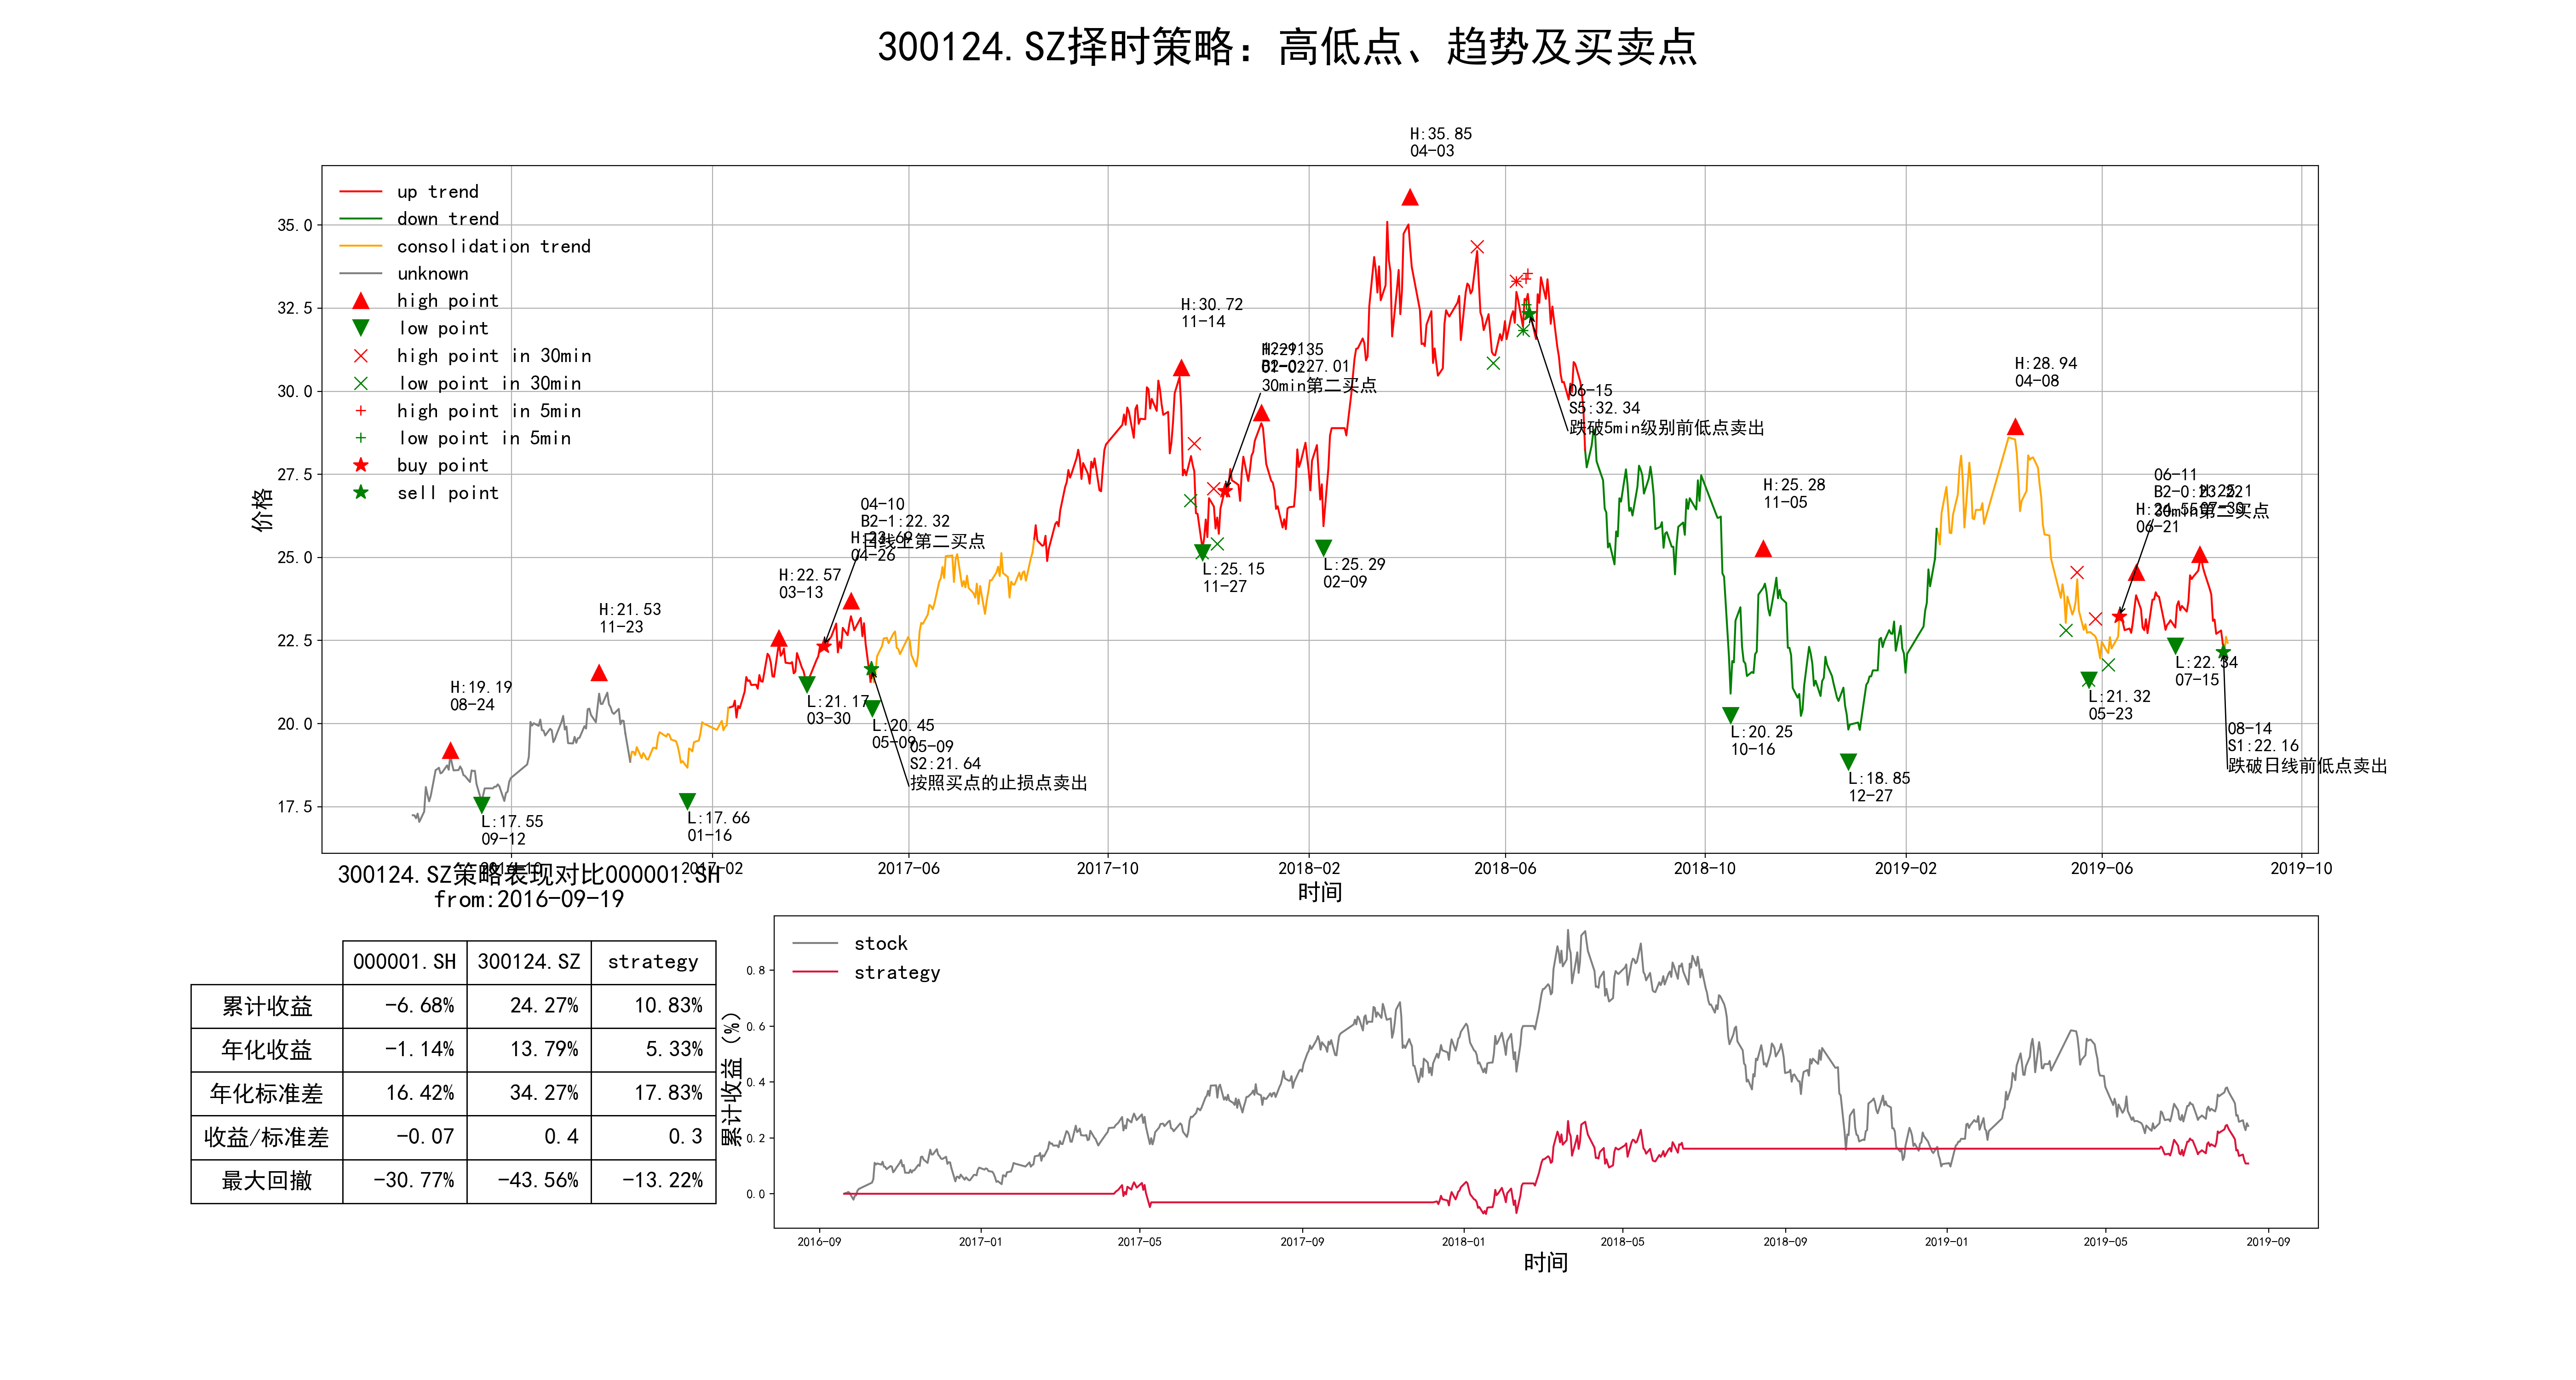 300124.SZ择时策略：高低点、趋势及买卖点
H:35.85
04-03
up trend
down trend
consolidation trend
unknown
high point
low point
high point in 30min
low point in 30min
high point in 5min
low point in 5min
buy point
sell point
价格
35.0
32.5
30.0
27.5
25.0
22.5
20.0
17.5
H:19.19
08-24
L:17.55
09-12
H:21.53
11-23
L:17.66
01-16
H:22.57
03-13
L:21.17
03-30
04-10
B2-1:22.32
日线上第二买点
04-26
L:20.45
05-09
05-09
S2:21.64
按照买点的止损点卖出
H:30.72
11-14
L:25.15
11-27
30min第二买点
L:25.29
02-09
06-15
S5:32.34
跌破5min级别前低点卖出
L:20.25
10-16
H:25.28
11-05
L:18.85
12-27
H:28.94
04-08
L:21.32
05-23
06-11
30min第二买点
06-21
L:22.34
07-15
08-14
S1:22.16
跌破日线前低点卖出
2017-02
2017-06
2017-10
2018-02
2018-06
2018-10
2019-02
2019-06
2019-10
时间
300124.SZ策略表现对比000001.SH
from:2016-09-19
000001.SH 300124.SZ strategy
累计收益 -6.68% 24.27% 10.83%
年化收益 -1.14% 13.79% 5.33%
年化标准差 16.42% 34.27% 17.83%
收益/标准差 -0.07 0.4 0.3
最大回撤 -30.77% -43.56% -13.22%
stock
strategy
累计收益（%）
0.8
0.6
0.4
0.2
0.0
2016-09
2017-01
2017-05
2017-09
2018-01
2018-05
2018-09
2019-01
2019-05
2019-09
时间